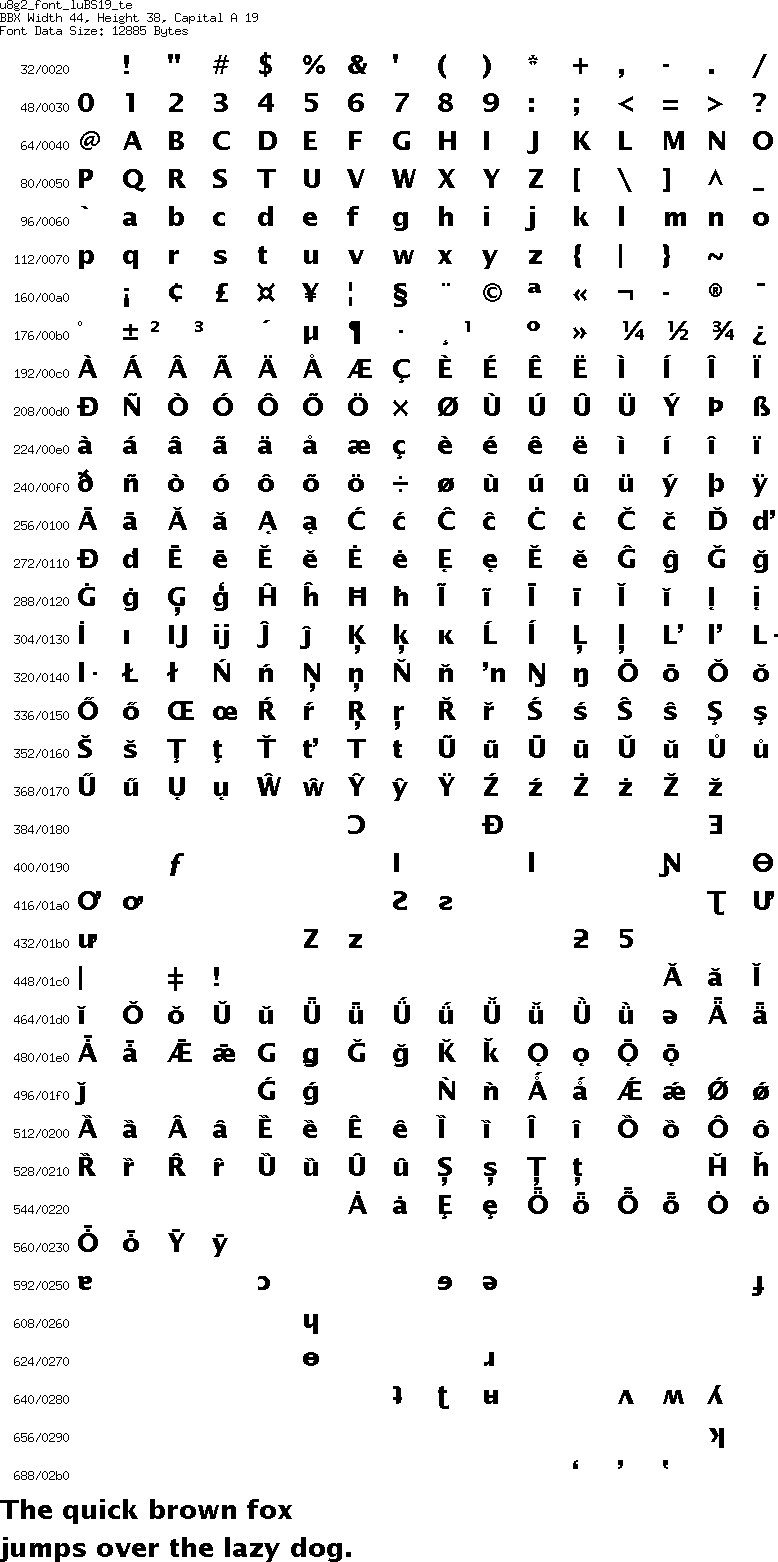 u8g2_font_luBS19_te
BBX Width 44, Height 38, Capital A 19
Font Data Size: 12885 Bytes
32/0020 ! " # $ % & ' ( ) * + , - . /
48/0030 0 1 2 3 4 5 6 7 8 9 : ; < = > ?
64/0040 @ A B C D E F G H I J K L M N O
80/0050 P Q R S T U V W X Y Z [ \ ] ^ _
96/0060 ` a b c d e f g h i j k l m n o
112/0070 p q r s t u v w x y z { | } ~
160/00a0 ¡ ¢ £ ¤ ¥ ¦ § ¨ © ª « ¬ - ® ¯
176/00b0 ° ± ² ³ ´ µ ¶ · ¸ ¹ º » ¼ ½ ¾ ¿
192/00c0 À Á Â Ã Ä Å Æ Ç È É Ê Ë Ì Í Î Ï
208/00d0 Ð Ñ Ò Ó Ô Õ Ö × Ø Ù Ú Û Ü Ý Þ ß
224/00e0 à á â ã ä å æ ç è é ê ë ì í î ï
240/00f0 ð ñ ò ó ô õ ö ÷ ø ù ú û ü ý þ ÿ
256/0100 Ā ā Ă ă Ą ą Ć ć Ĉ ĉ Ċ ċ Č č Ď ď
272/0110 Đ d Ē ē Ĕ ĕ Ė ė Ę ę Ě ě Ĝ ĝ Ğ ğ
288/0120 Ġ ġ Ģ ģ Ĥ ĥ Ħ ħ Ĩ ĩ Ī ī Ĭ ĭ Į į
304/0130 İ ı Ĳ ĳ Ĵ ĵ Ķ ķ ĸ Ĺ ĺ Ļ ļ Ľ ľ Ŀ
320/0140 ŀ Ł ł Ń ń Ņ ņ Ň ň ŉ Ŋ ŋ Ō ō Ŏ ŏ
336/0150 Ő ő Œ œ Ŕ ŕ Ŗ ŗ Ř ř Ś ś Ŝ ŝ Ş ş
352/0160 Š š Ţ ţ Ť ť T t Ũ ũ Ū ū Ŭ ŭ Ů ů
368/0170 Ű ű Ų ų Ŵ ŵ Ŷ ŷ Ÿ Ź ź Ż ż Ž ž
384/0180 Ɔ Ɖ Ǝ
400/0190 ƒ I l Ɲ Ɵ
416/01a0 Ơ ơ Ƨ ƨ Ʈ Ư
432/01b0 ư Z z ƻ 5
448/01c0 ǀ ǂ ǃ Ǎ ǎ Ǐ
464/01d0 ǐ Ǒ ǒ Ǔ ǔ Ǖ ǖ Ǘ ǘ Ǚ ǚ Ǜ ǜ ǝ Ǟ ǟ
480/01e0 Ǡ ǡ Ǣ ǣ G g Ǧ ǧ Ǩ ǩ Ǫ ǫ Ǭ ǭ
496/01f0 ǰ Ǵ ǵ Ǹ ǹ Ǻ ǻ Ǽ ǽ Ǿ ǿ
512/0200 Ȁ ȁ Ȃ ȃ Ȅ ȅ Ȇ ȇ Ȉ ȉ Ȋ ȋ Ȍ ȍ Ȏ ȏ
528/0210 Ȑ ȑ Ȓ ȓ Ȕ ȕ Ȗ ȗ Ș ș Ț ț Ȟ ȟ
544/0220 Ȧ ȧ Ȩ ȩ Ȫ ȫ Ȭ ȭ Ȯ ȯ
560/0230 Ȱ ȱ Ȳ ȳ
592/0250 ɐ ɔ ɘ ə ɟ
608/0260 ɥ
624/0270 ɵ ɹ
640/0280 ʇ ʈ ʁ ʌ ʍ ʎ
656/0290 ʞ
688/02b0 ʻ ʼ ʽ
The quick brown fox
jumps over the lazy dog.